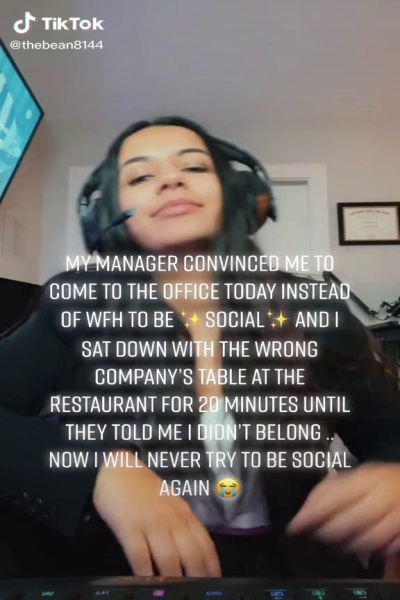 TikTok
@thebean8144
MY MANAGER CONVINCED ME TO
COME TO THE OFFICE TODAY INSTEAD
OF WFH TO BE ✨SOCIAL✨ AND I
SAT DOWN WITH THE WRONG
COMPANY'S TABLE AT THE
RESTAURANT FOR 20 MINUTES UNTIL
THEY TOLD ME I DIDN'T BELONG ..
NOW I WILL NEVER TRY TO BE SOCIAL
AGAIN 😭